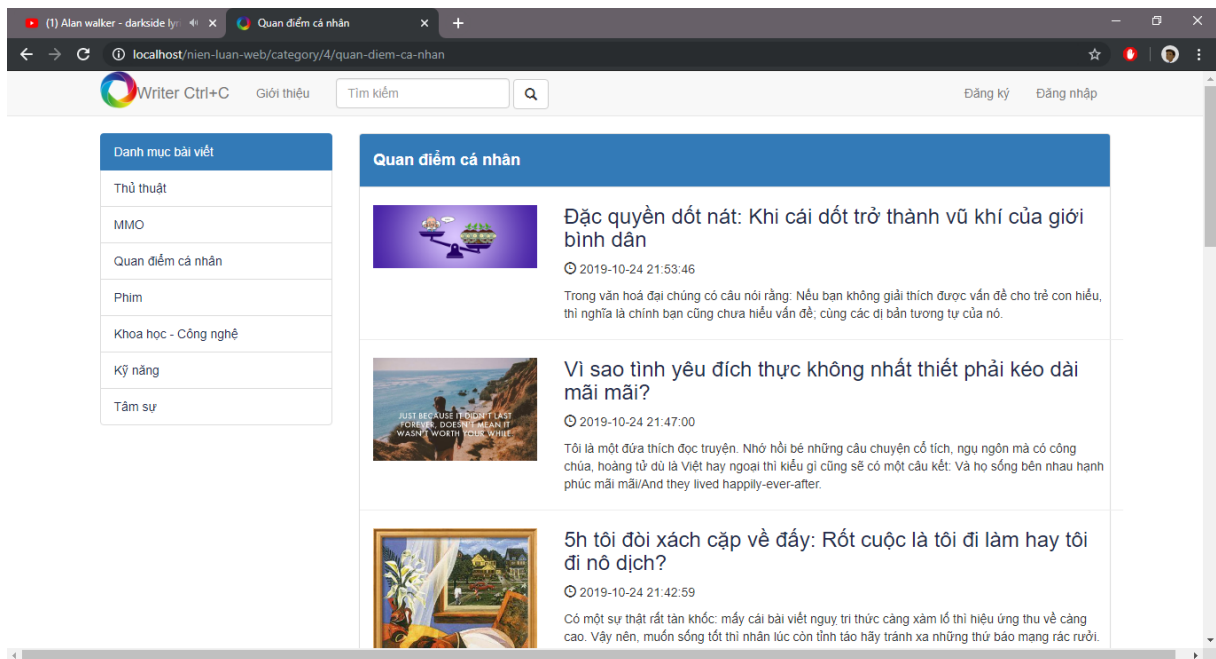 (1) Alan walker - darkside lyr
Quan điểm cá nhân
localhost/nien-luan-web/category/4/quan-diem-ca-nhan
Writer Ctrl+C
Giới thiệu
Tìm kiếm
Đăng ký
Đăng nhập
Danh mục bài viết
Thủ thuật
MMO
Quan điểm cá nhân
Phim
Khoa học - Công nghệ
Kỹ năng
Tâm sự
Quan điểm cá nhân
Đặc quyền dốt nát: Khi cái dốt trở thành vũ khí của giới
bình dân
2019-10-24 21:53:46
Trong văn hoá đại chúng có câu nói rằng: Nếu bạn không giải thích được vấn đề cho trẻ con hiểu,
thì nghĩa là chính bạn cũng chưa hiểu vấn đề; cùng các dị bản tương tự của nó.
JUST BECAUSE IT DIDN'T LAST
FOREVER, DOESN'T MEAN IT
WASN'T WORTH YOUR WHILE
Vì sao tình yêu đích thực không nhất thiết phải kéo dài
mãi mãi?
2019-10-24 21:47:00
Tôi là một đứa thích đọc truyện. Nhớ hồi bé những câu chuyện cổ tích, ngụ ngôn mà có công
chúa, hoàng tử dù là Việt hay ngoại thì kiểu gì cũng sẽ có một câu kết: Và họ sống bên nhau hạnh
phúc mãi mãi/And they lived happily-ever-after.
5h tôi đòi xách cặp về đấy: Rốt cuộc là tôi đi làm hay tôi
đi nô dịch?
2019-10-24 21:42:59
Có một sự thật rất tàn khốc: mấy cái bài viết nguỵ tri thức càng xàm lố thì hiệu ứng thu về càng
cao. Vậy nên, muốn sống tốt thì nhân lúc còn tỉnh táo hãy tránh xa những thứ báo mạng rác rưởi.